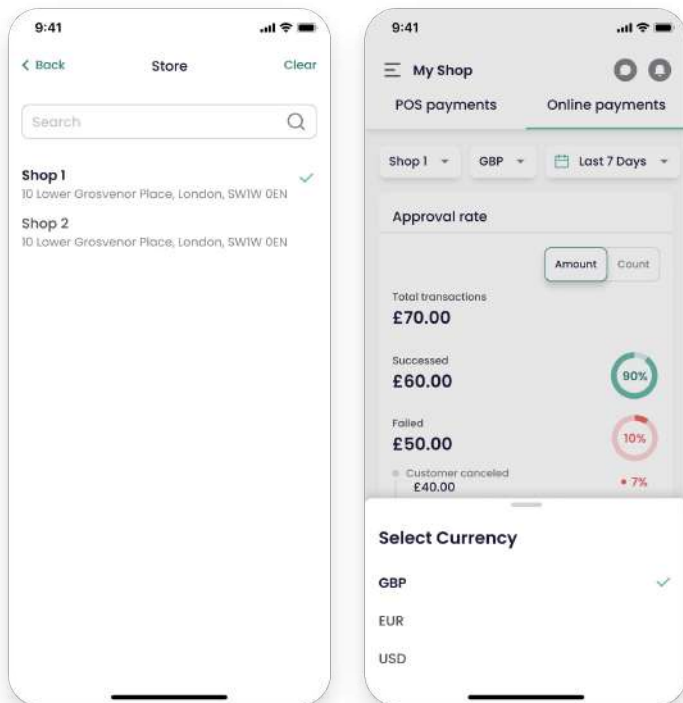 9:41
Back
Store
Clear
Search
Shop 1
10 Lower Grosvenor Place, London, SW1W 0EN
Shop 2
10 Lower Grosvenor Place, London, SW1W 0EN
9:41
My Shop
POS payments
Online payments
Shop 1
GBP
Last 7 Days
Approval rate
Amount
Count
Total transactions
£70.00
Successed
£60.00
90%
Failed
£50.00
10%
Customer canceled
£40.00
• 7%
Select Currency
GBP
EUR
USD